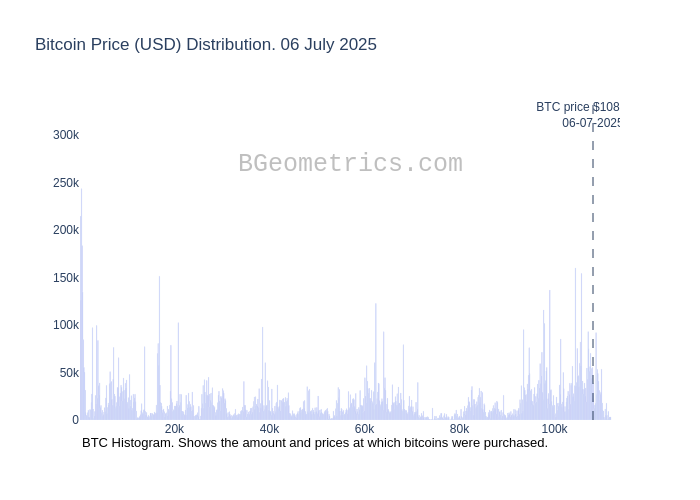 Bitcoin Price (USD) Distribution. 06 July 2025
BTC price $108
06-07-2025
300k
BGeometrics.com
250k
200k
150k
100k
50k
0
20k
40k
60k
80k
100k
BTC Histogram. Shows the amount and prices at which bitcoins were purchased.